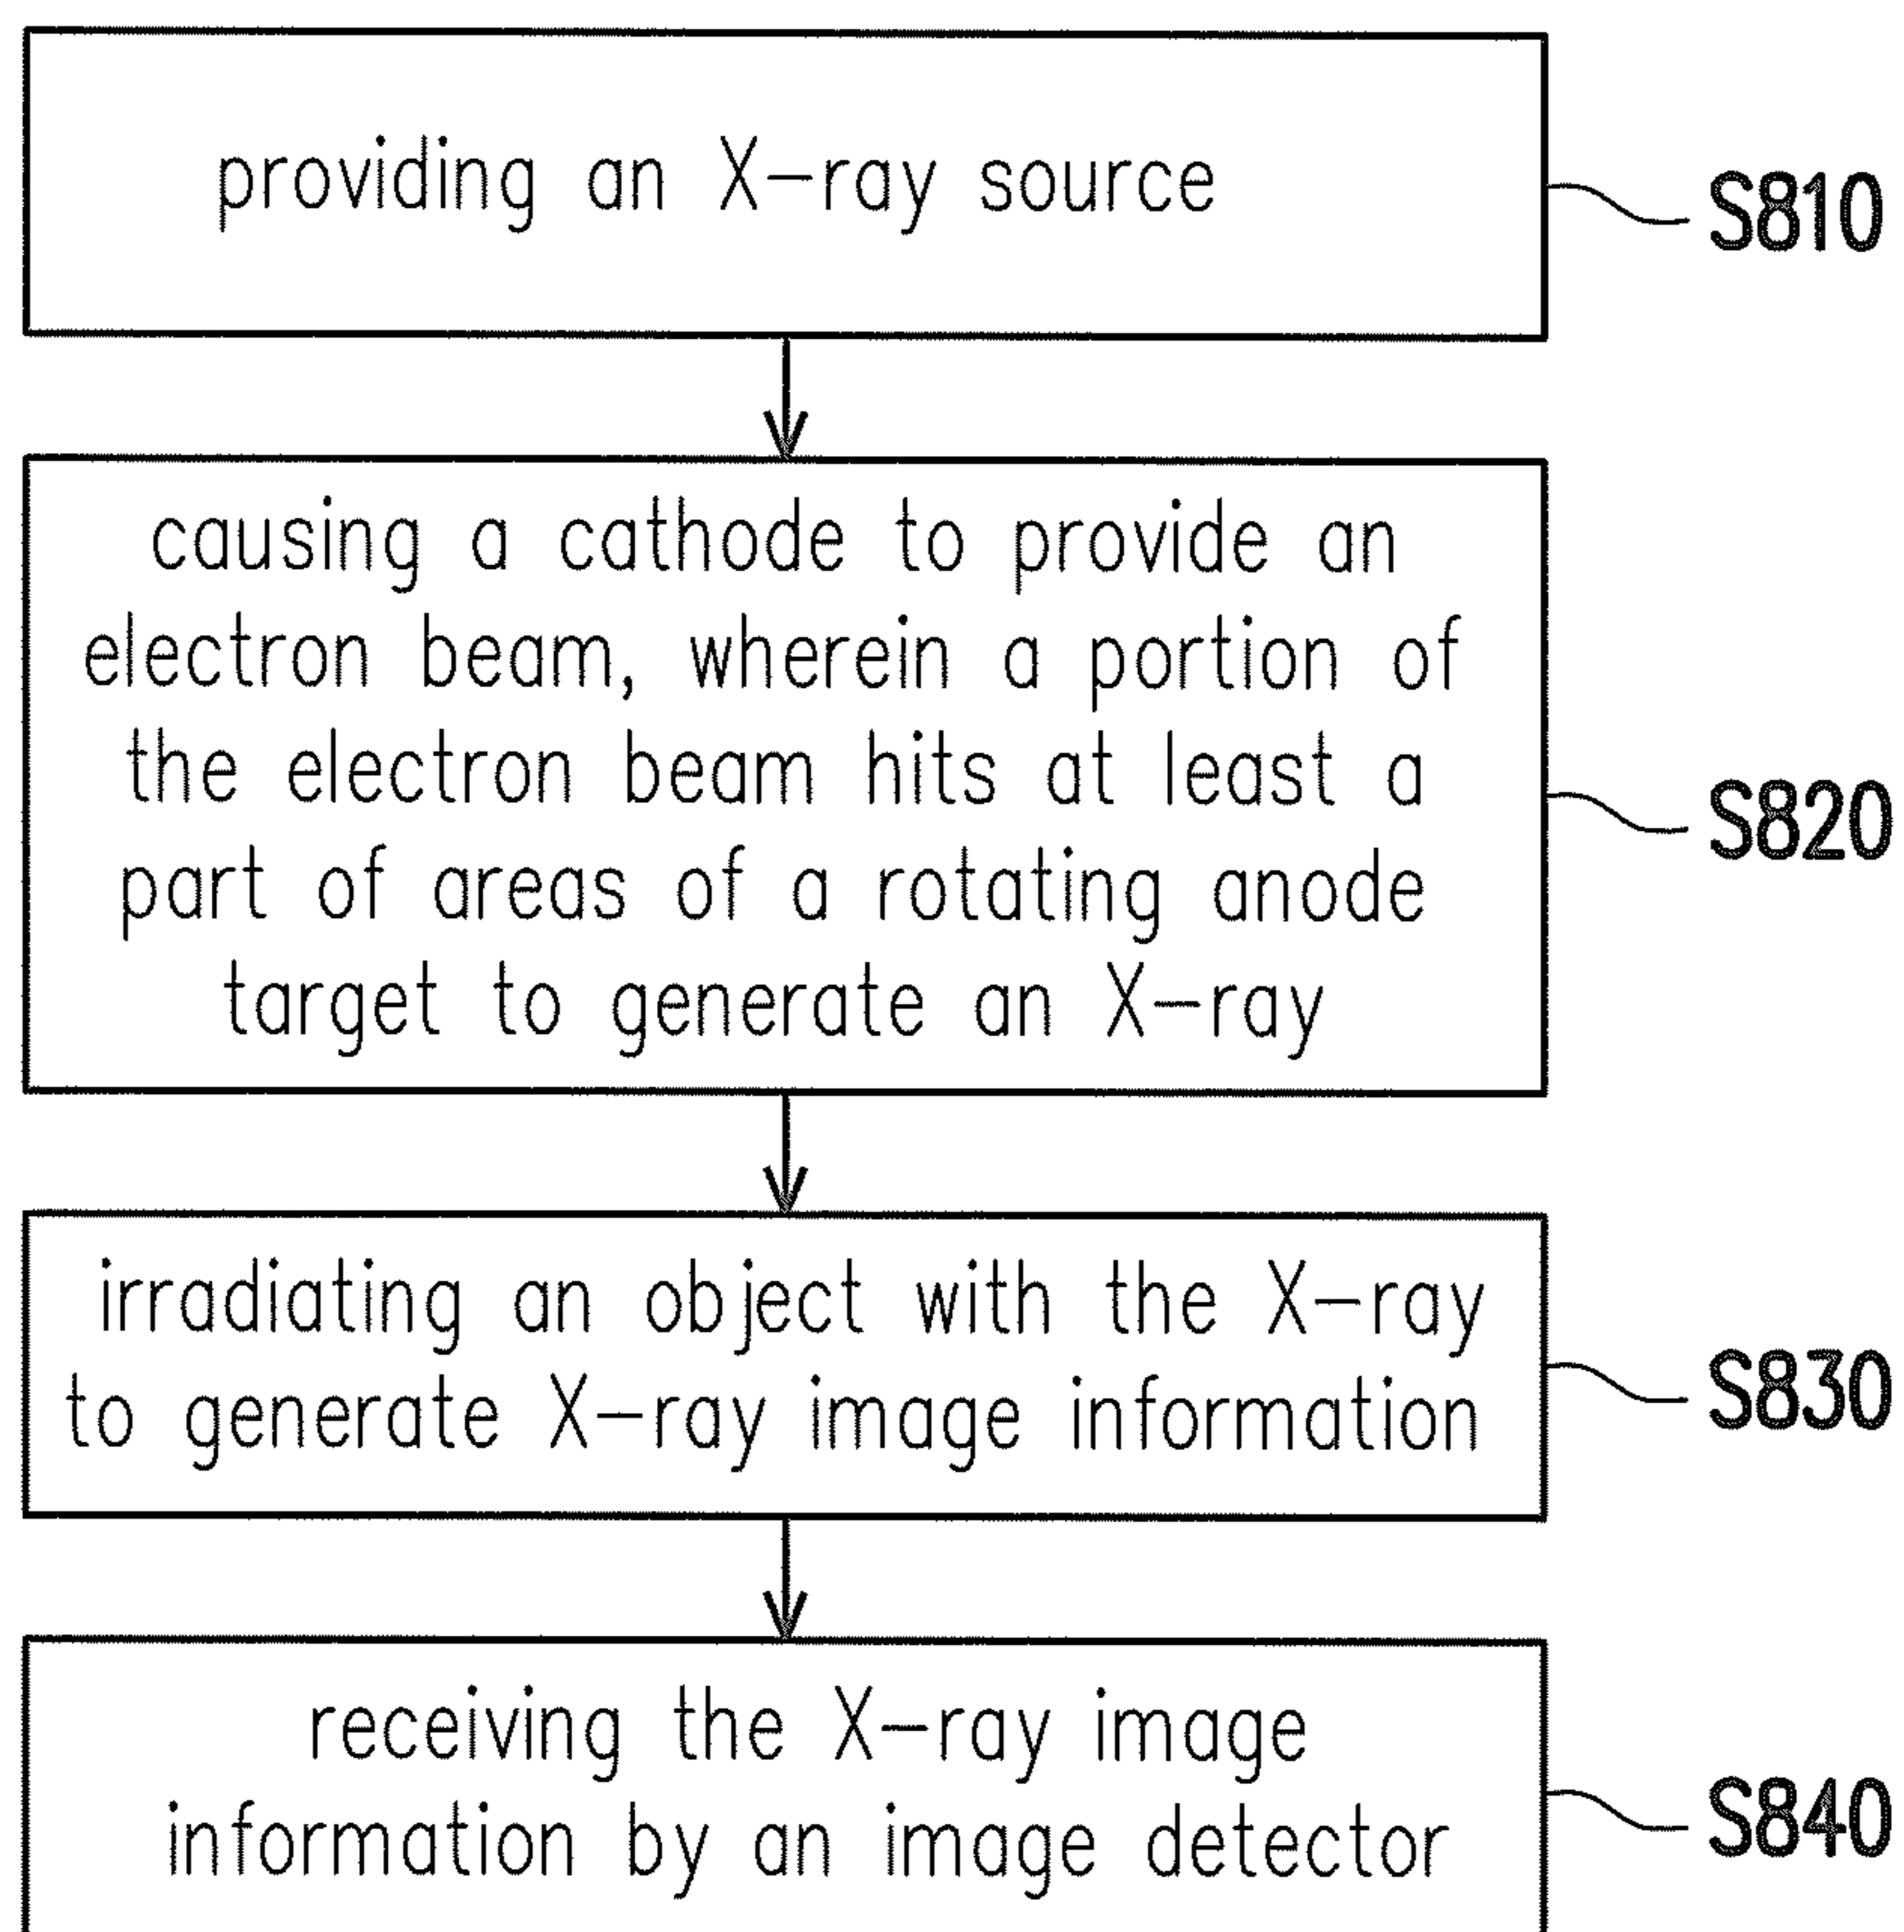 providing an X-ray source
S810
causing a cathode to provide an
electron beam, wherein a portion of
the electron beam hits at least a
part of areas of a rotating anode
target to generate an X-ray
S820
irradiating an object with the X-ray
to generate X-ray image information
S830
receiving the X-ray image
information by an image detector
S840